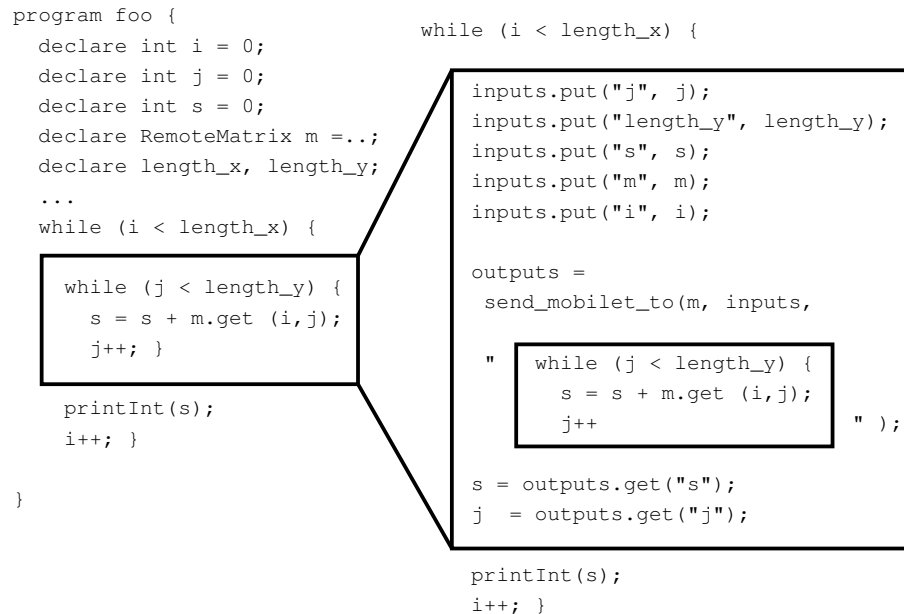 program foo {
declare int i = 0;
declare int j = 0;
declare int s = 0;
declare RemoteMatrix m =..;
declare length_x, length_y;
...
while (i < length_x) {
while (j < length_y) {
s = s + m.get (i,j);
j++; }
printInt(s);
i++; }
}
while (i < length_x) {
inputs.put("j", j);
inputs.put("length_y", length_y);
inputs.put("s", s);
inputs.put("m", m);
inputs.put("i", i);
outputs =
send_mobilet_to(m, inputs,
" while (j < length_y) {
s = s + m.get (i,j);
j++ " );
s = outputs.get("s");
j = outputs.get("j");
printInt(s);
i++; }